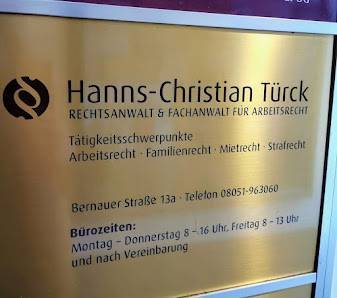 Hanns-Christian Türck
RECHTSANWALT & FACHANWALT FÜR ARBEITSRECHT
Tätigkeitsschwerpunkte
Arbeitsrecht · Familienrecht · Mietrecht · Strafrecht
Bernauer Straße 13a · Telefon 08051-963060
Bürozeiten:
Montag – Donnerstag 8 – 16 Uhr, Freitag 8 – 13 Uhr
und nach Vereinbarung